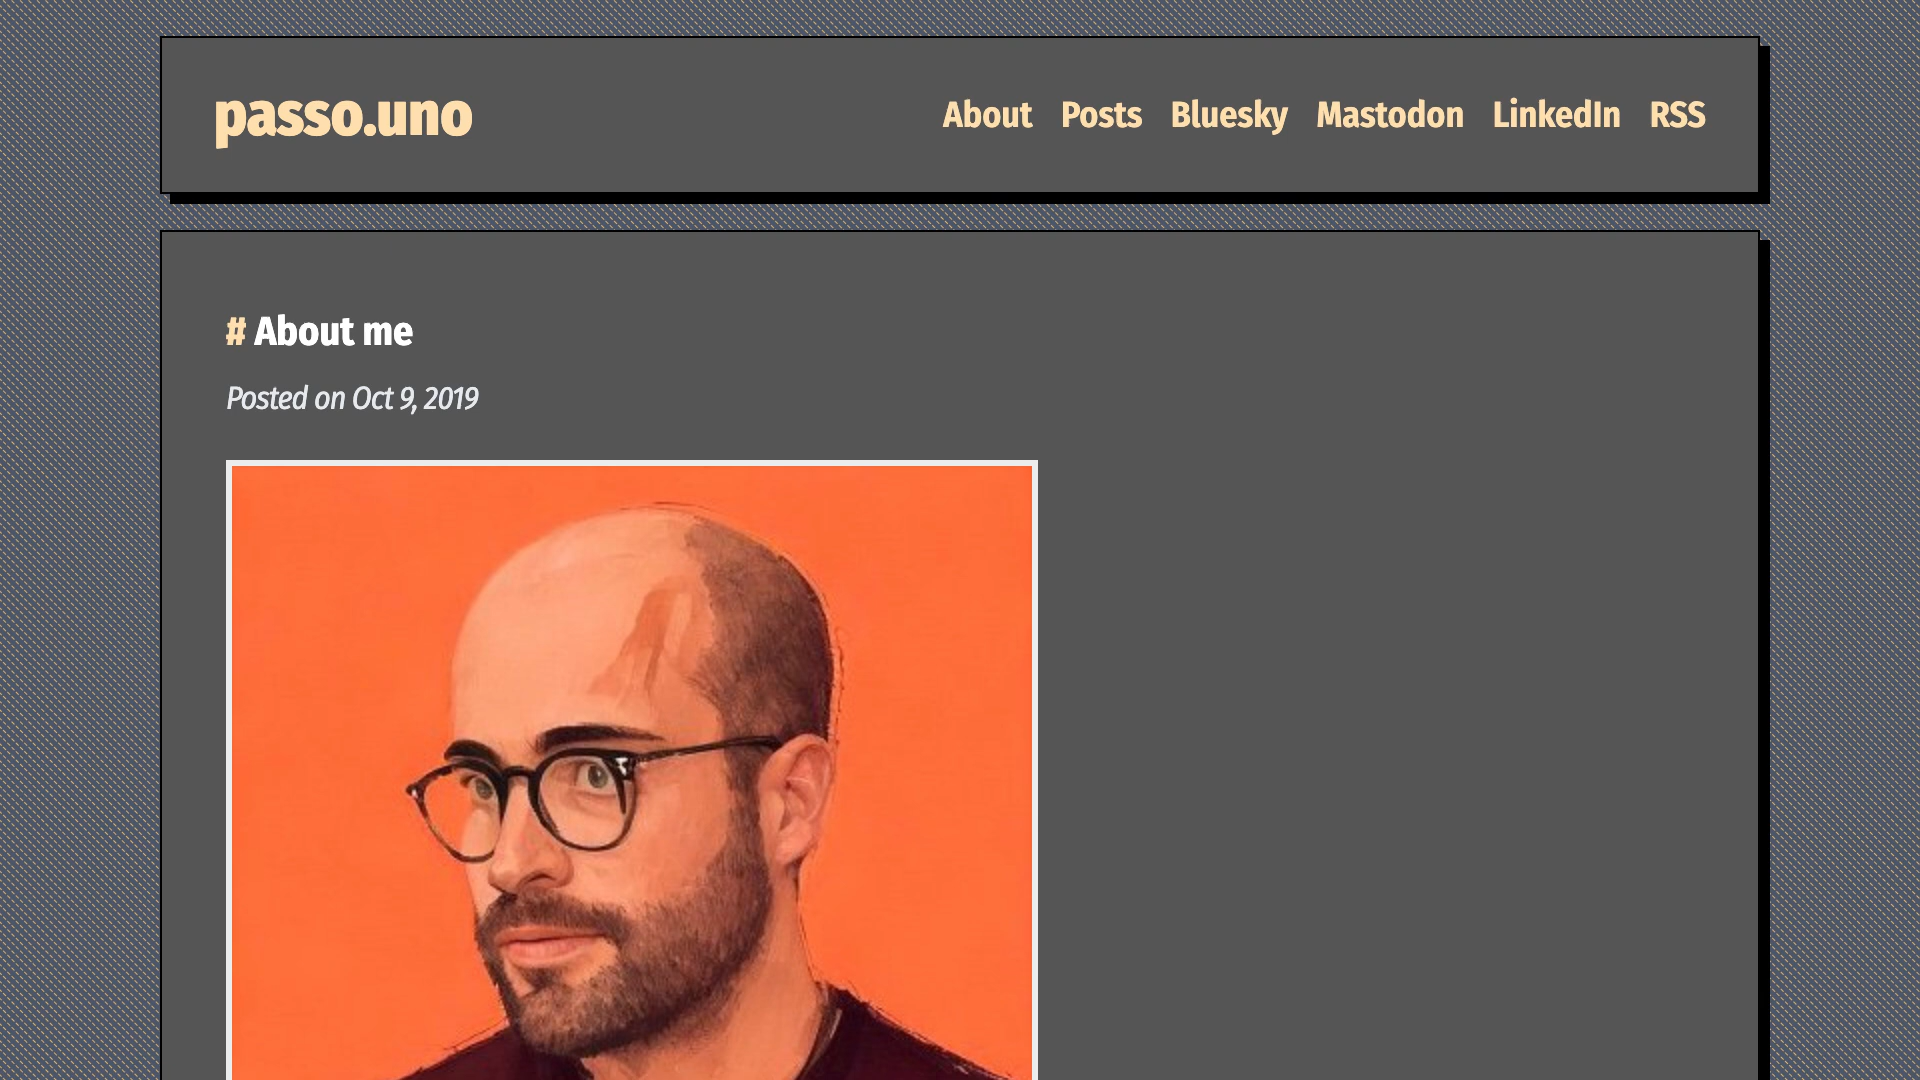 passo.uno
About Posts Bluesky Mastodon LinkedIn RSS
# About me
Posted on Oct 9, 2019